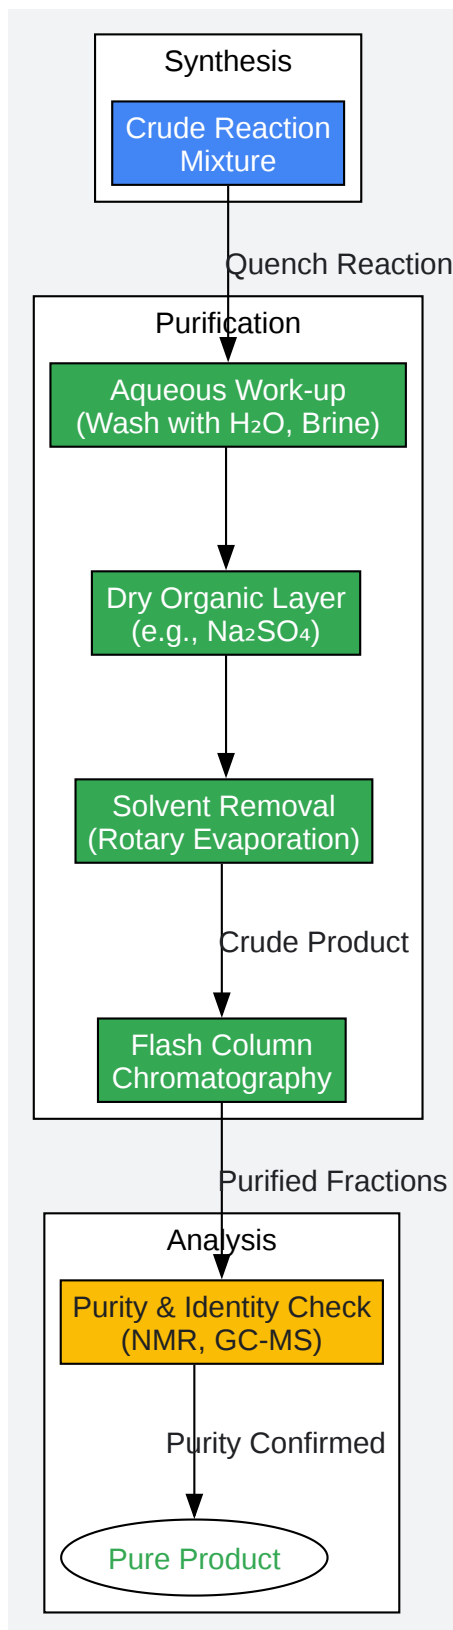 Synthesis
Crude Reaction
Mixture
Quench Reaction
Purification
Aqueous Work-up
(Wash with H₂O, Brine)
Dry Organic Layer
(e.g., Na₂SO₄)
Solvent Removal
(Rotary Evaporation)
Crude Product
Flash Column
Chromatography
Purified Fractions
Analysis
Purity & Identity Check
(NMR, GC-MS)
Purity Confirmed
Pure Product